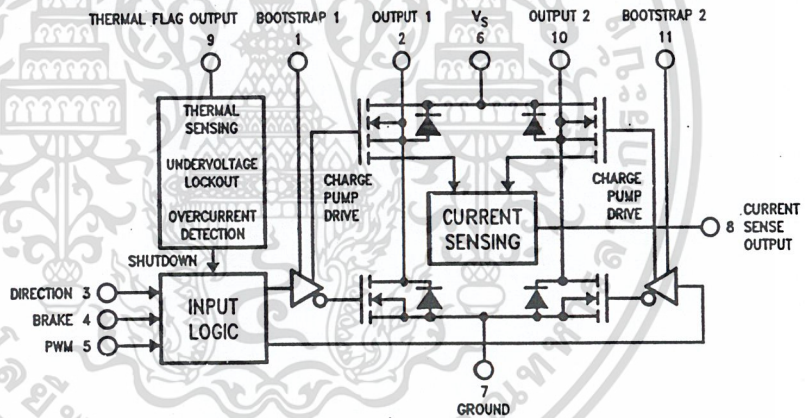 THERMAL FLAG OUTPUT
9
BOOTSTRAP 1
1
OUTPUT 1
2
VS
6
OUTPUT 2
10
BOOTSTRAP 2
11
THERMAL
SENSING
UNDERVOLTAGE
LOCKOUT
OVERCURRENT
DETECTION
SHUTDOWN
CHARGE
PUMP
DRIVE
CURRENT
SENSING
CHARGE
PUMP
DRIVE
8 CURRENT
SENSE
OUTPUT
DIRECTION 3
BRAKE 4
PWM 5
INPUT
LOGIC
7
GROUND